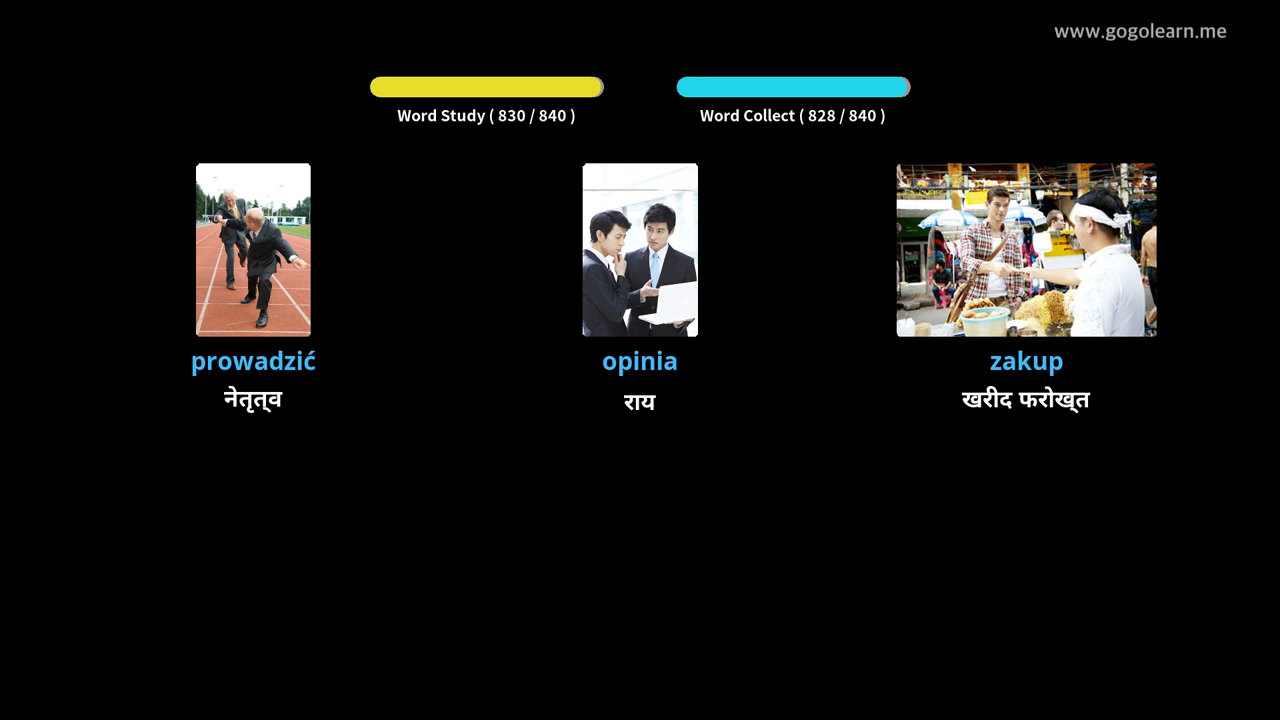 www.gogolearn.me
Word Study ( 830 / 840 )
Word Collect ( 828 / 840 )
prowadzić
opinia
zakup
नेतृत्व
राय
खरीद फरोख्त